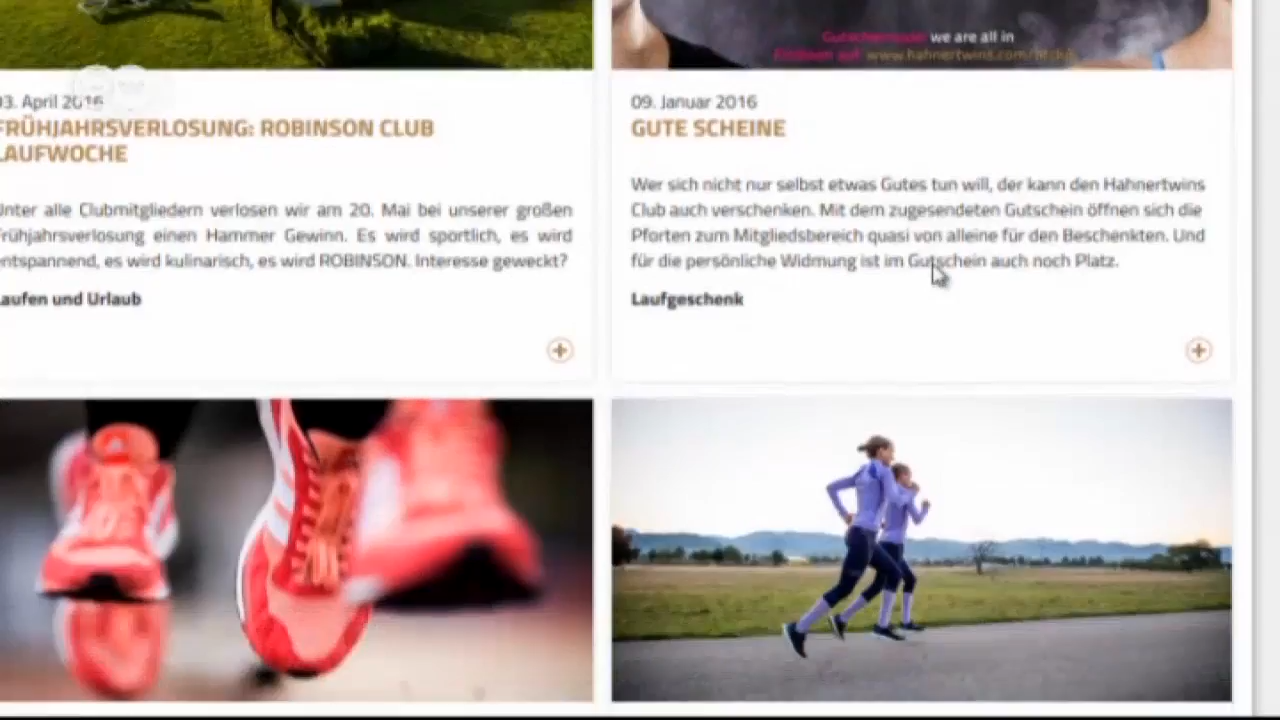 we are all in
www.hahnertwins.com
03. April 2016
FRÜHJAHRSVERLOSUNG: ROBINSON CLUB
LAUFWOCHE
Unter alle Clubmitgliedern verlosen wir am 20. Mai bei unserer großen
Frühjahrsverlosung einen Hammer Gewinn. Es wird sportlich, es wird
entspannend, es wird kulinarisch, es wird ROBINSON. Interesse geweckt?
Laufen und Urlaub
09. Januar 2016
GUTE SCHEINE
Wer sich nicht nur selbst etwas Gutes tun will, der kann den Hahnertwins
Club auch verschenken. Mit dem zugesendeten Gutschein öffnen sich die
Pforten zum Mitgliedsbereich quasi von alleine für den Beschenkten. Und
für die persönliche Widmung ist im Gutschein auch noch Platz.
Laufgeschenk